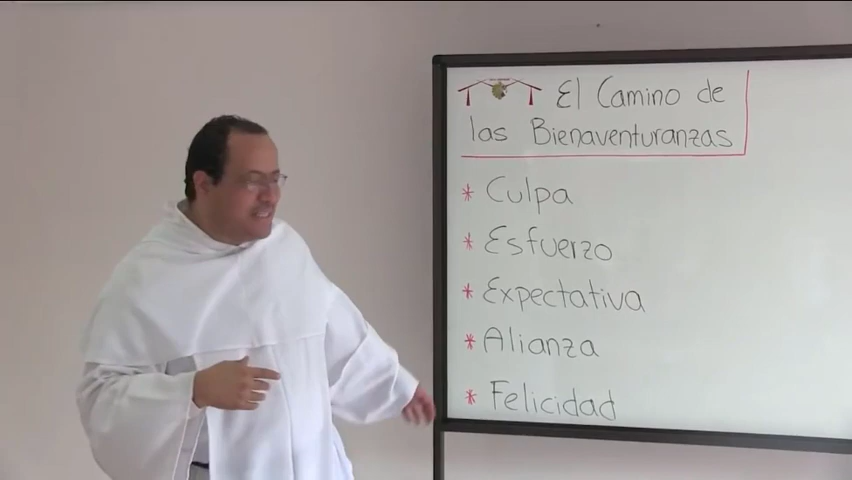 El Camino de
las Bienaventuranzas
* Culpa
* Esfuerzo
* Expectativa
* Alianza
* Felicidad